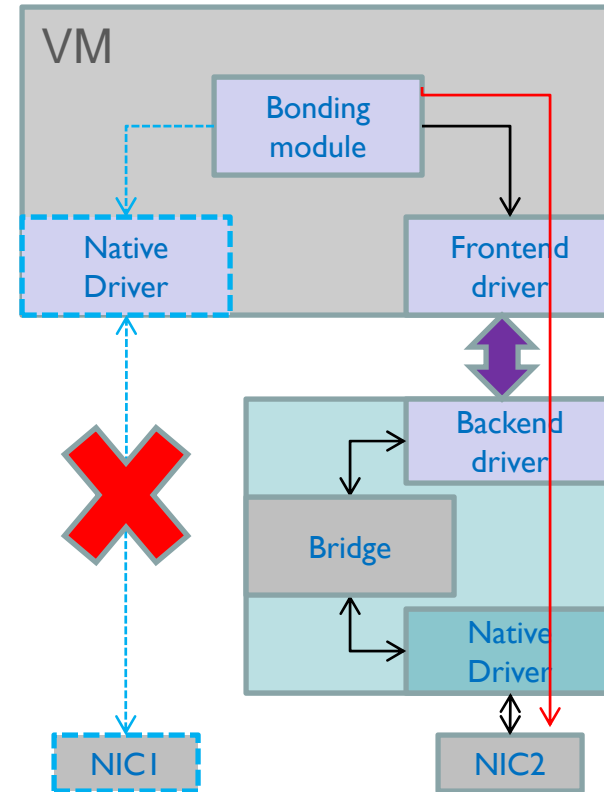 VM
Bonding
module
Native
Driver
Frontend
driver
Backend
driver
Bridge
Native
Driver
NIC1
NIC2